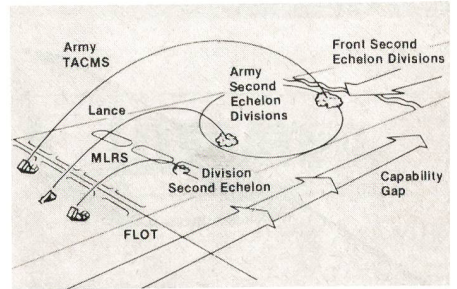 Army
TACMS
Front Second
Echelon Divisions
Army
Second
Echelon
Divisions
Lance
MLRS
Division
Second Echelon
Capability
Gap
FLOT